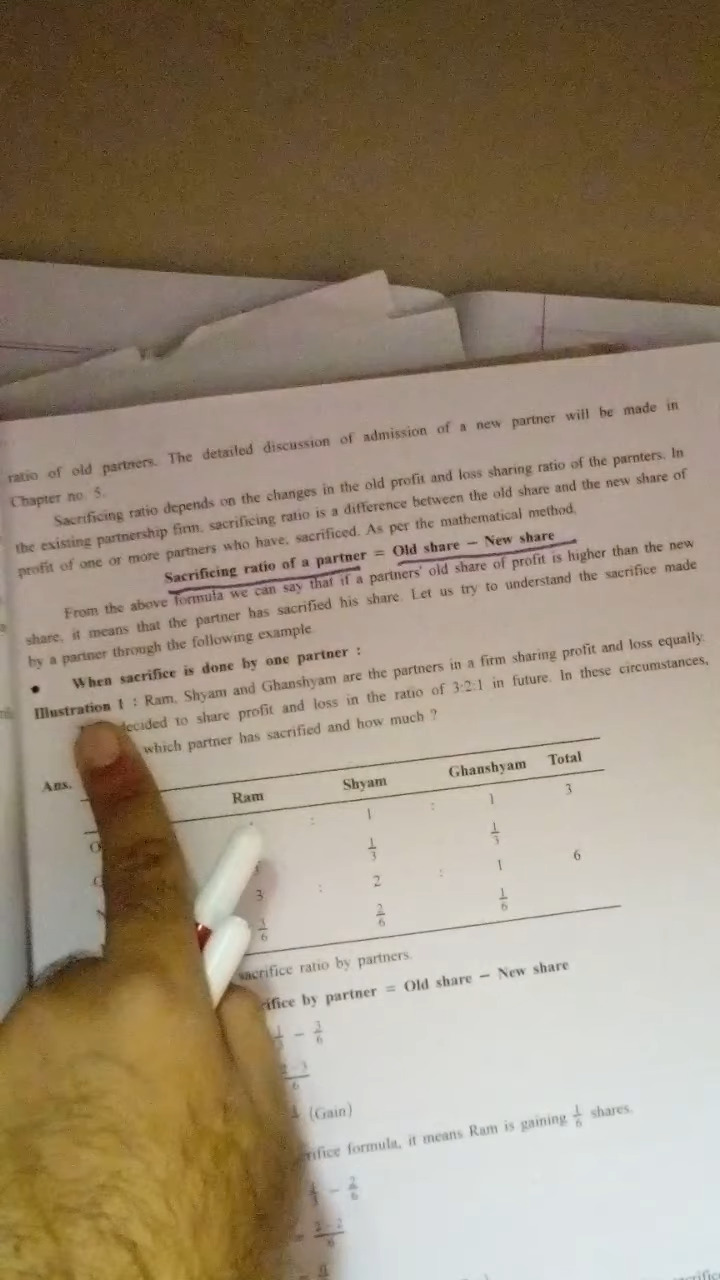 ratio of old partners. The detailed discussion of admission of a new partner will be made in
Chapter no. 5.
Sacrificing ratio depends on the changes in the old profit and loss sharing ratio of the parnters. In
the existing partnership firm, sacrificing ratio is a difference between the old share and the new share of
profit of one or more partners who have, sacrificed. As per the mathematical method,
Sacrificing ratio of a partner = Old share − New share
From the above formula we can say that if a partners' old share of profit is higher than the new
share, it means that the partner has sacrified his share. Let us try to understand the sacrifice made
by a partner through the following example.
• When sacrifice is done by one partner :
Illustration 1 : Ram, Shyam and Ghanshyam are the partners in a firm sharing profit and loss equally.
decided to share profit and loss in the ratio of 3:2:1 in future. In these circumstances,
which partner has sacrified and how much ?
Ans.
Ram Shyam Ghanshyam Total
: 1 : 1 3
1/3 1/3
3 : 2 : 1 6
3/6 2/6 1/6
sacrifice ratio by partners.
by partner = Old share − New share
− 3/6
6
(Gain)
formula, it means Ram is gaining 1/6 shares.
− 2/6
= 2-2/6
=